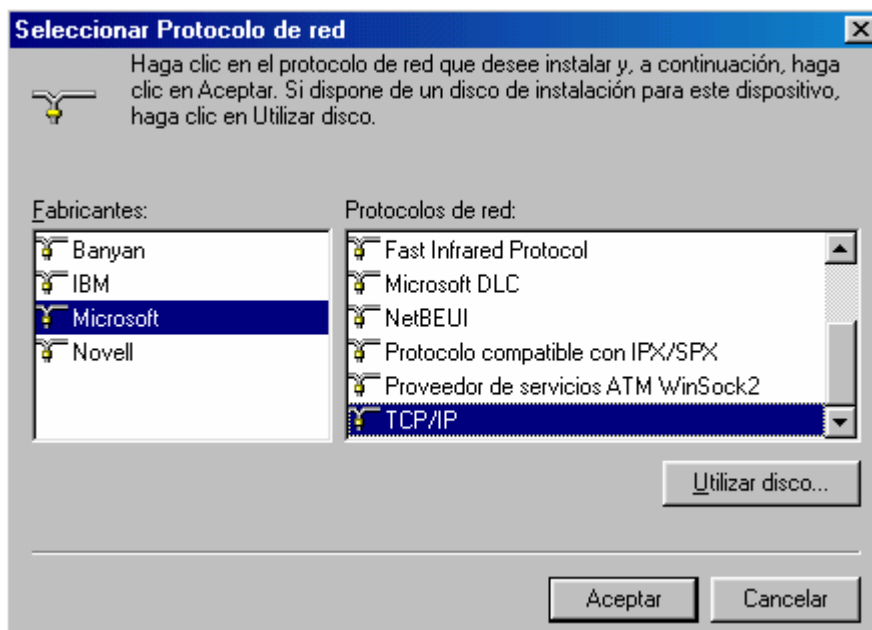 Seleccionar Protocolo de red
Haga clic en el protocolo de red que desee instalar y, a continuación, haga
clic en Aceptar. Si dispone de un disco de instalación para este dispositivo,
haga clic en Utilizar disco.
Fabricantes:
Banyan
IBM
Microsoft
Novell
Protocolos de red:
Fast Infrared Protocol
Microsoft DLC
NetBEUI
Protocolo compatible con IPX/SPX
Proveedor de servicios ATM WinSock2
TCP/IP
Utilizar disco...
Aceptar
Cancelar